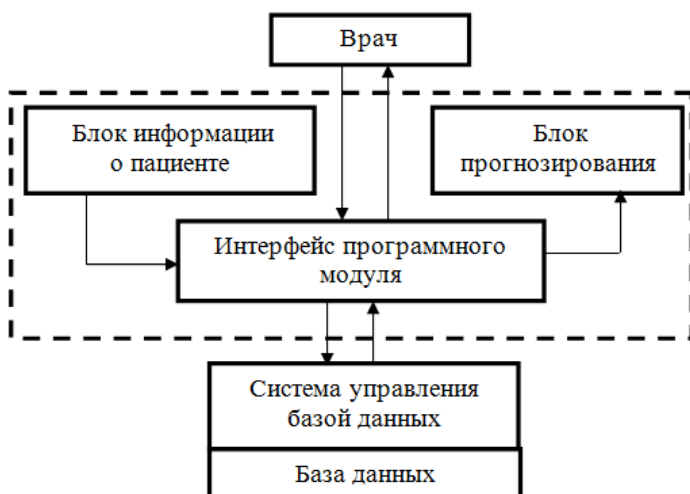 Врач
Блок информации
о пациенте
Блок
прогнозирования
Интерфейс программного
модуля
Система управления
базой данных
База данных